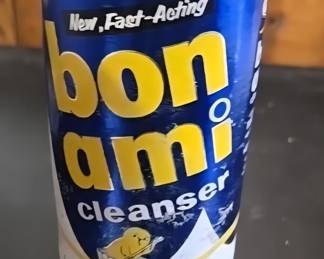 New, Fast-Acting
bon
ami
cleanser